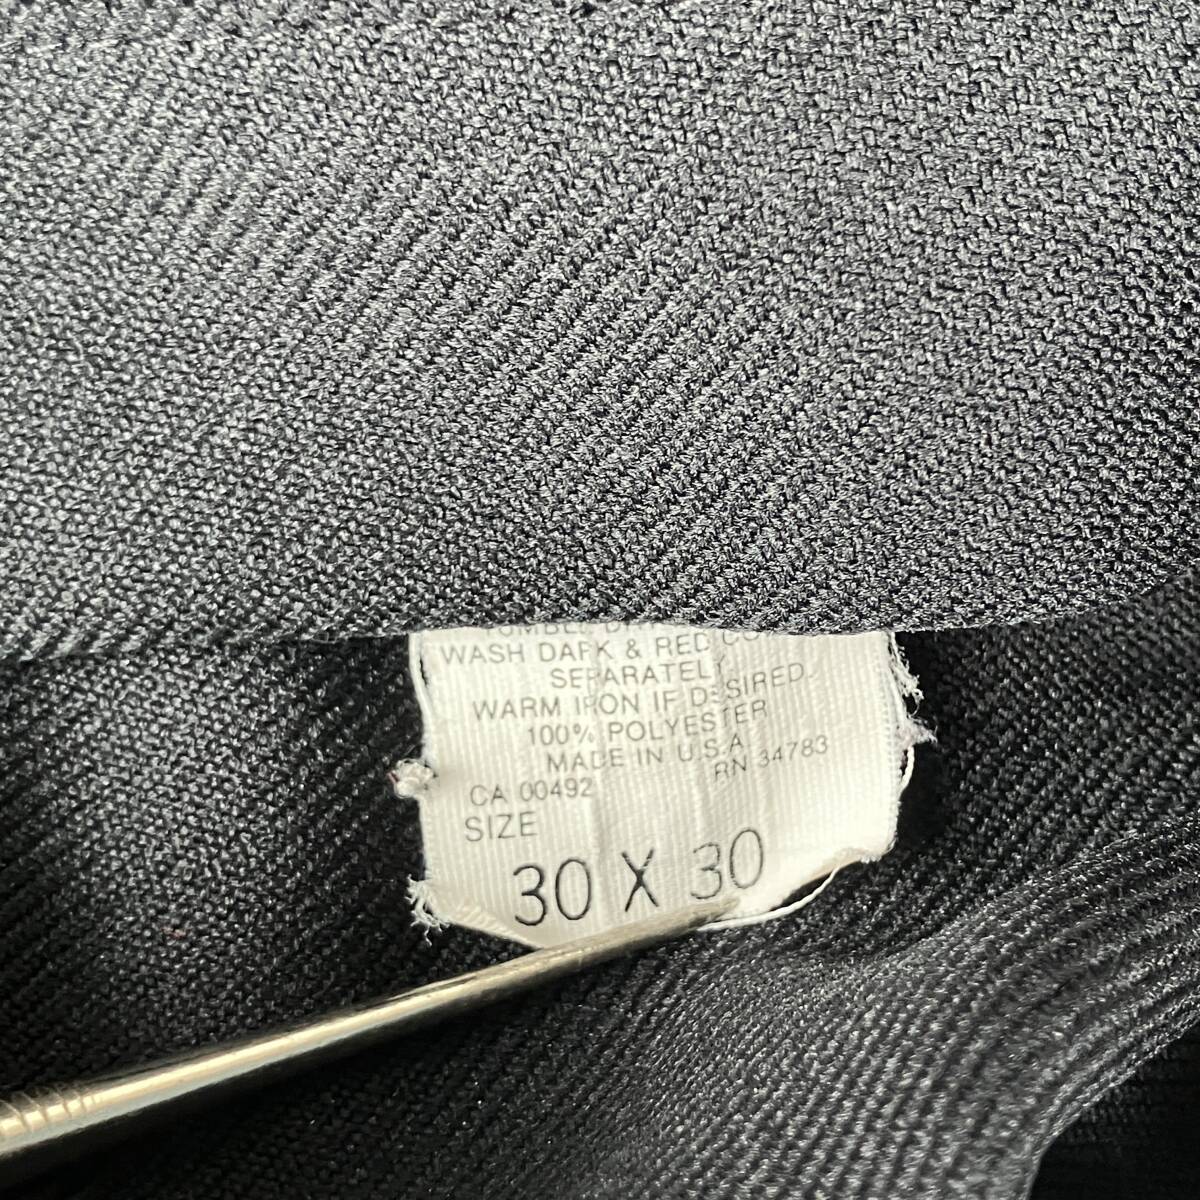 WASH DARK & RED CO
SEPARATELY
WARM IRON IF DESIRED.
100% POLYESTER
MADE IN U.S.A.
CA 00492 RN 34783
SIZE
30 X 30